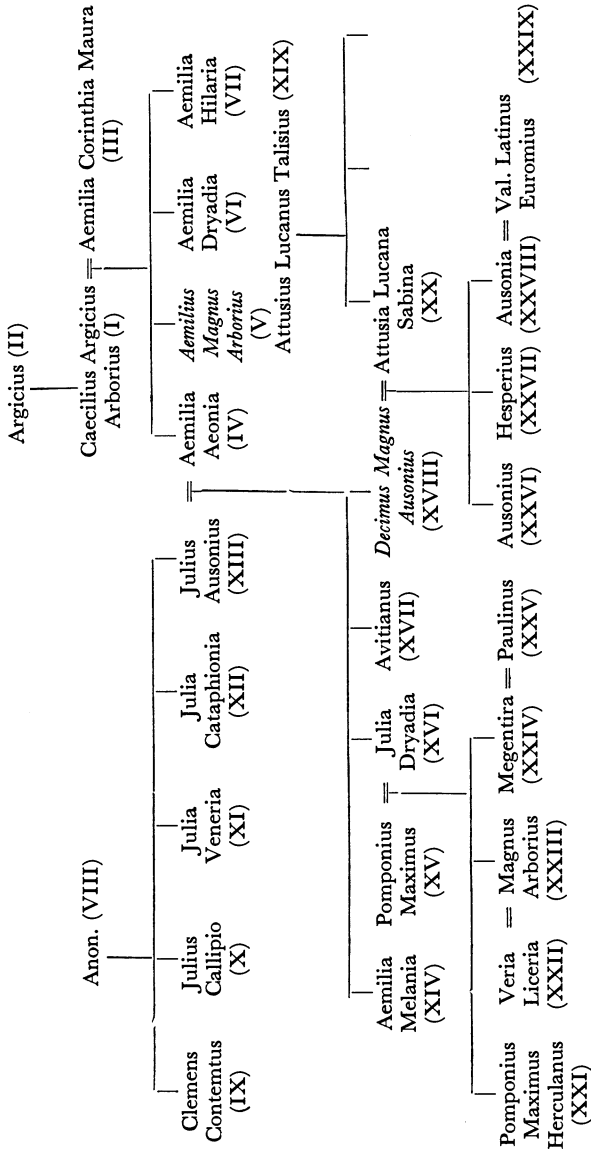 Argicius (II)
Caecilius Argicius = Aemilia Corinthia Maura
Arborius (I)
(III)
Anon. (VIII)
Clemens
Contemtus
(IX)
Julius
Callipio
(X)
Julia
Veneria
(XI)
Julia
Cataphionia
(XII)
Julius
Ausonius
(XIII)
=
Aemilia
Aeonia
(IV)
Aemilius
Magnus
Arborius
(V)
Aemilia
Dryadia
(VI)
Aemilia
Hilaria
(VII)
Attusius Lucanus Talisius (XIX)
Aemilia
Melania
(XIV)
Pomponius
Maximus
(XV)
=
Julia
Dryadia
(XVI)
Avitianus
(XVII)
Decimus Magnus = Attusia Lucana
Ausonius
(XVIII)
Sabina
(XX)
Pomponius
Maximus
Herculanus
(XXI)
Veria
Liceria
(XXII)
=
Magnus
Arborius
(XXIII)
Megentira = Paulinus
(XXIV)
(XXV)
Ausonius
(XXVI)
Hesperius
(XXVII)
Ausonia = Val. Latinus
(XXVIII)
Euromius
(XXIX)